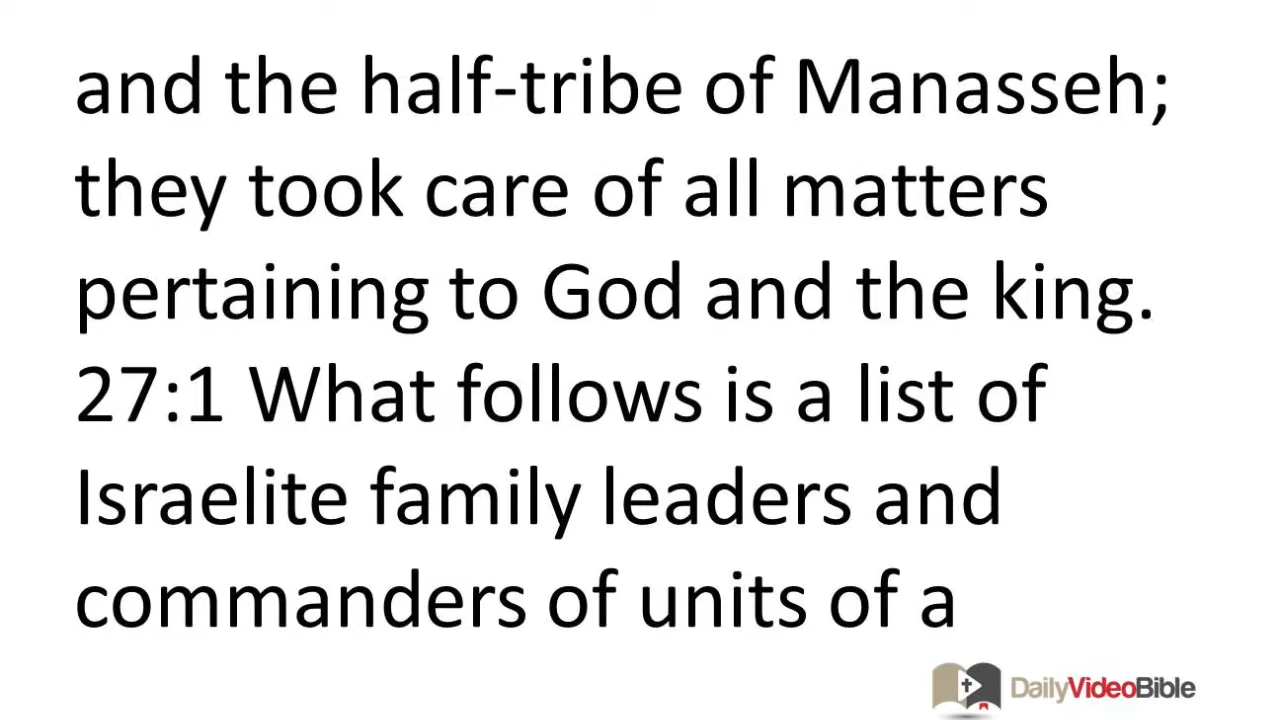 and the half-tribe of Manasseh;
they took care of all matters
pertaining to God and the king.
27:1 What follows is a list of
Israelite family leaders and
commanders of units of a
DailyVideoBible